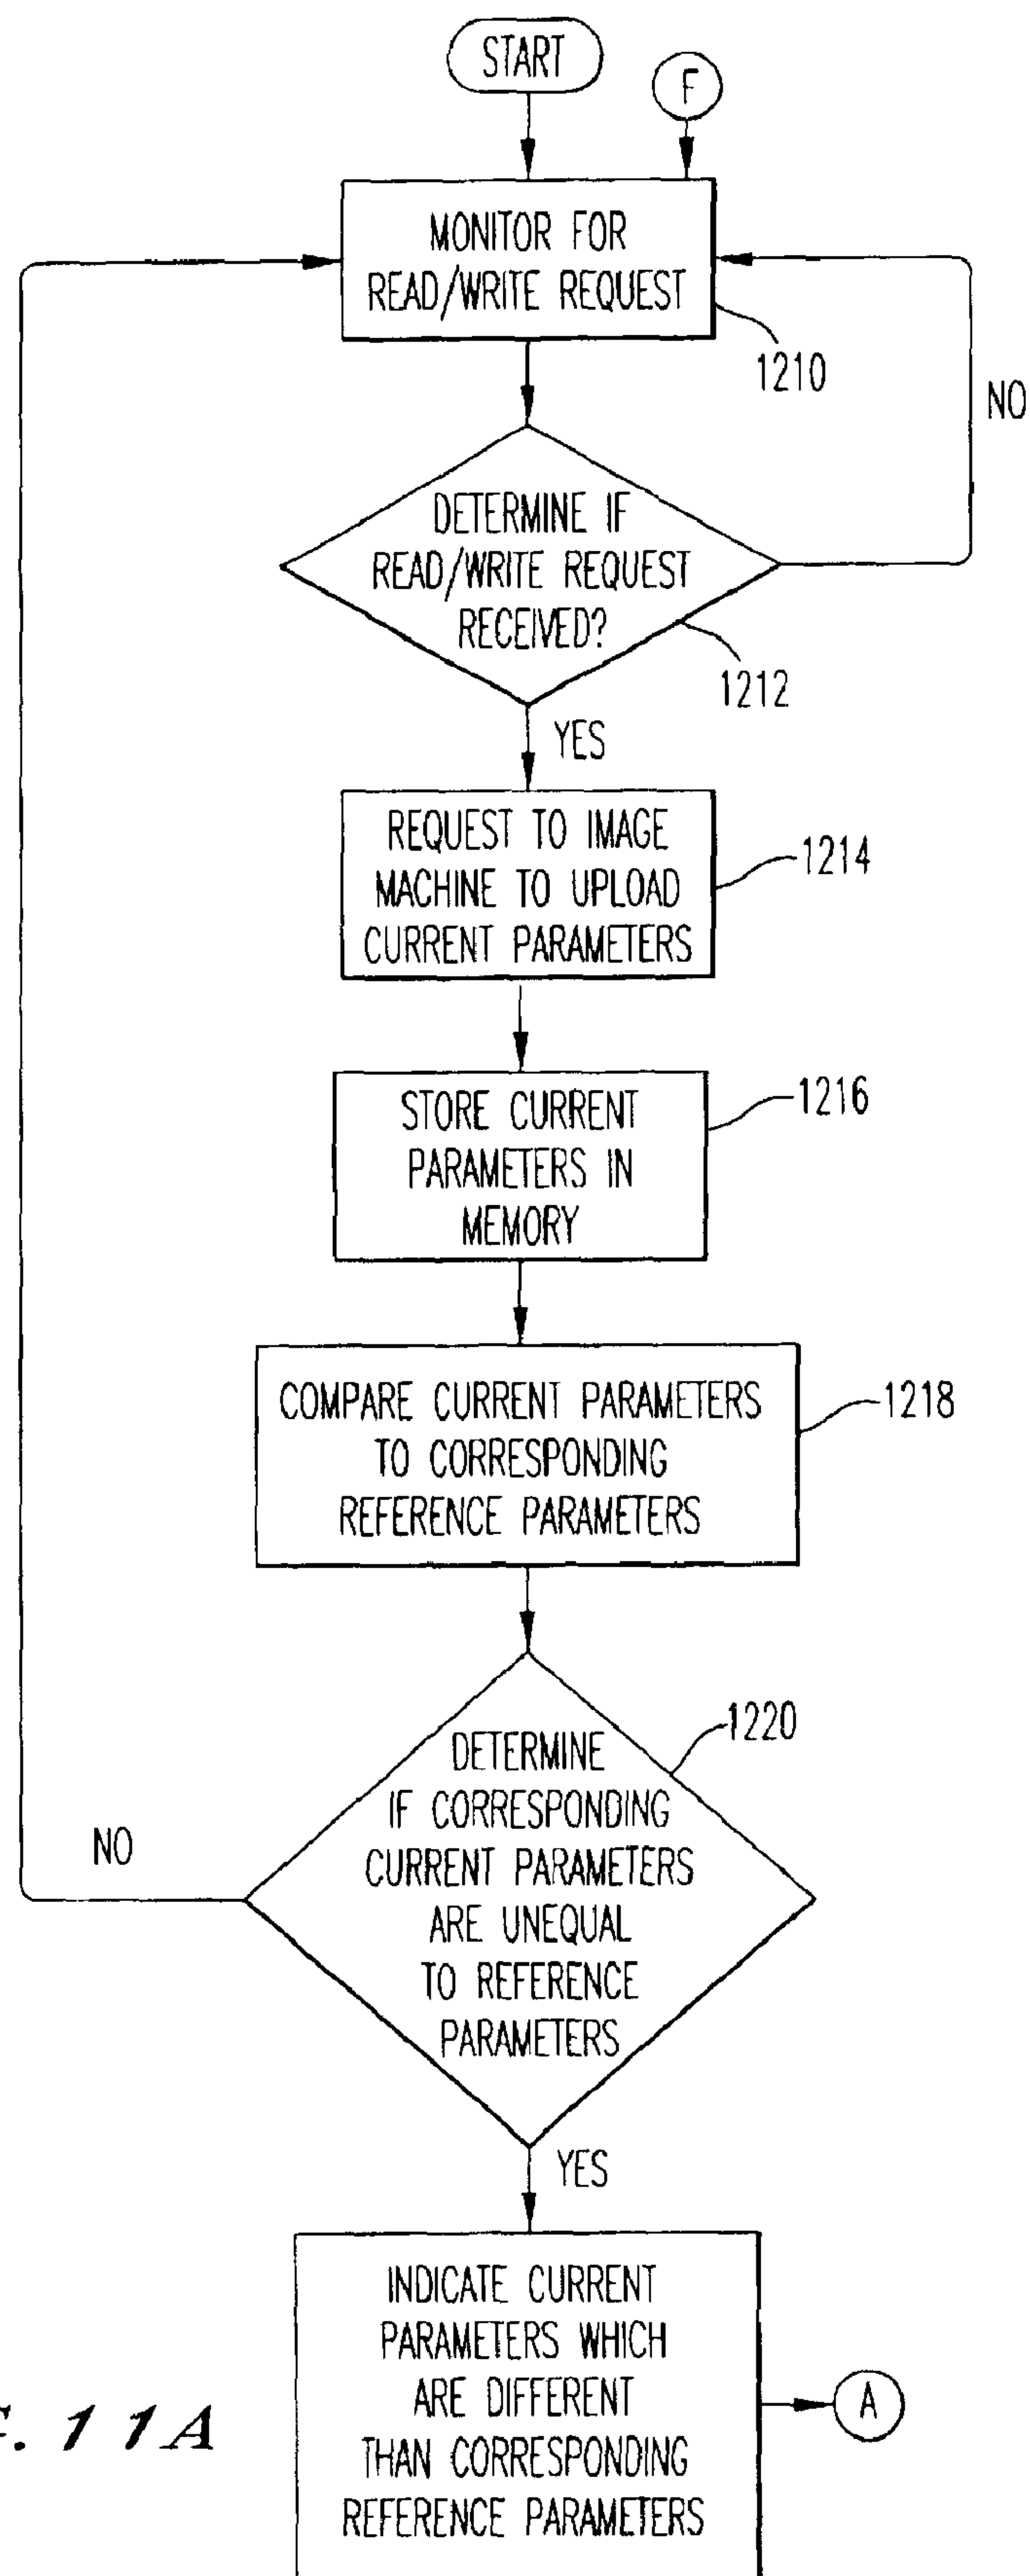 START
F
MONITOR FOR
READ/WRITE REQUEST
1210
NO
DETERMINE IF
READ/WRITE REQUEST
RECEIVED?
1212
YES
REQUEST TO IMAGE
MACHINE TO UPLOAD
CURRENT PARAMETERS
1214
STORE CURRENT
PARAMETERS IN
MEMORY
1216
COMPARE CURRENT PARAMETERS
TO CORRESPONDING
REFERENCE PARAMETERS
1218
DETERMINE
IF CORRESPONDING
CURRENT PARAMETERS
ARE UNEQUAL
TO REFERENCE
PARAMETERS
1220
NO
YES
INDICATE CURRENT
PARAMETERS WHICH
ARE DIFFERENT
THAN CORRESPONDING
REFERENCE PARAMETERS
A
11A